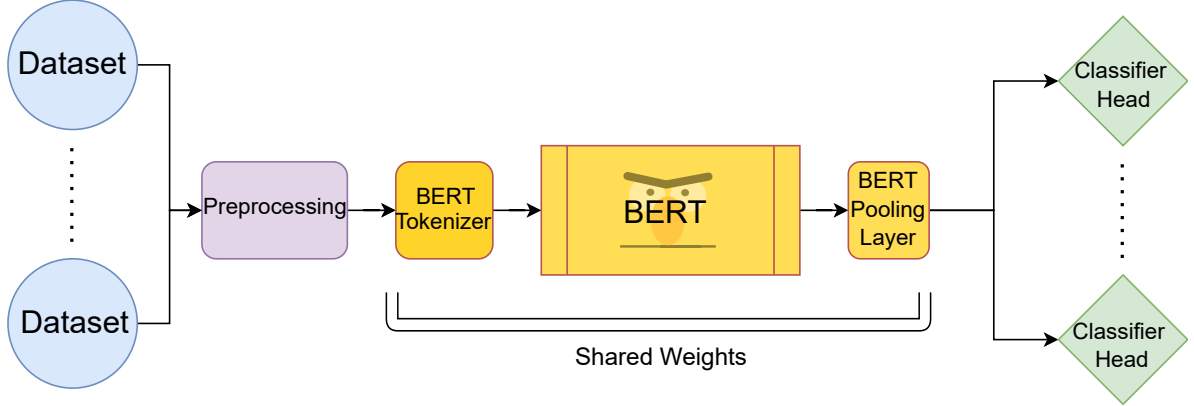 Dataset
Dataset
Preprocessing
BERT
Tokenizer
BERT
BERT
Pooling
Layer
Shared Weights
Classifier
Head
Classifier
Head